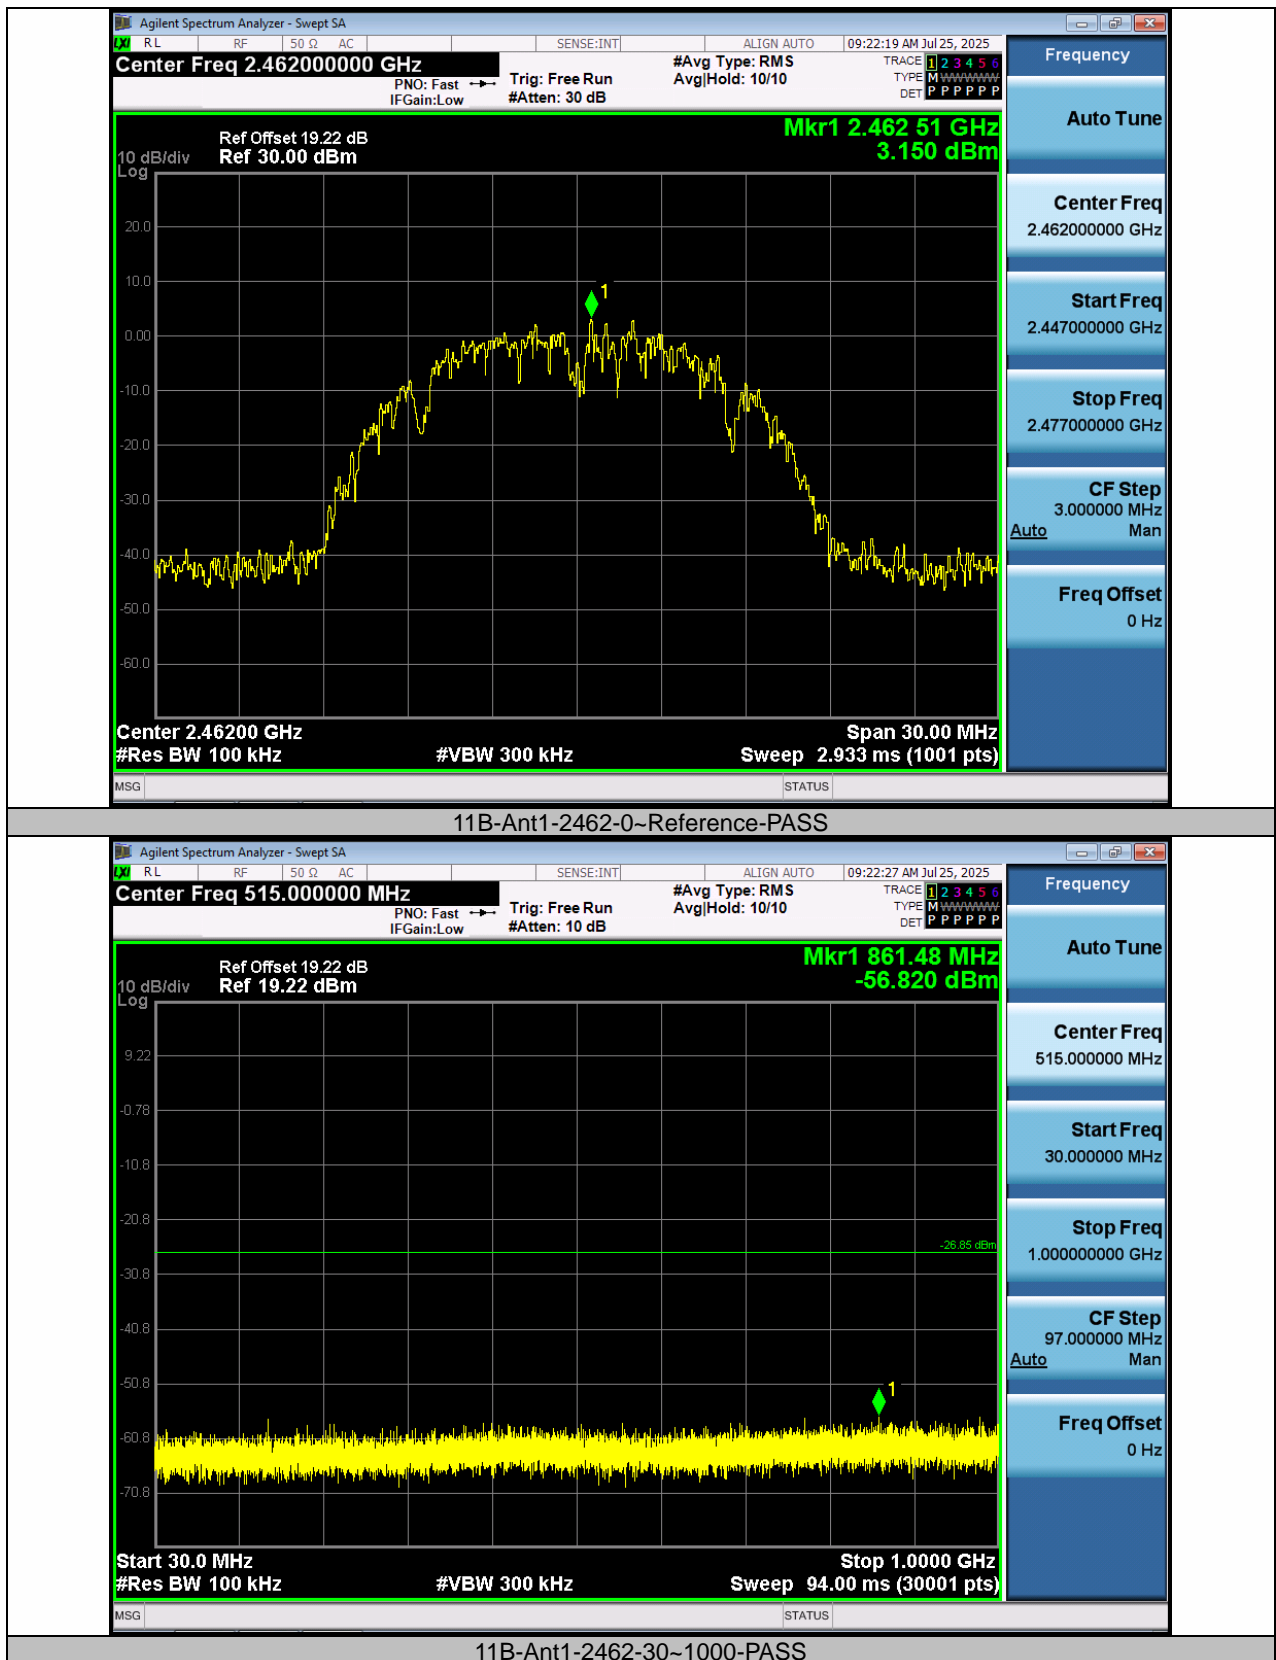 Agilent Spectrum Analyzer - Swept SA
LXI RL RF 50 Ω AC SENSE:INT ALIGN AUTO 09:22:19 AM Jul 25, 2025
Center Freq 2.462000000 GHz
PNO: Fast
IFGain:Low
Trig: Free Run
#Atten: 30 dB
#Avg Type: RMS
Avg|Hold: 10/10
TRACE 1 2 3 4 5 6
TYPE M W W W W W
DET P P P P P P
Ref Offset 19.22 dB
10 dB/div Ref 30.00 dBm
Log
Mkr1 2.462 51 GHz
3.150 dBm
20.0
10.0
1
0.00
-10.0
-20.0
-30.0
-40.0
-50.0
-60.0
Center 2.46200 GHz Span 30.00 MHz
#Res BW 100 kHz #VBW 300 kHz Sweep 2.933 ms (1001 pts)
MSG STATUS
Frequency
Auto Tune
Center Freq
2.462000000 GHz
Start Freq
2.447000000 GHz
Stop Freq
2.477000000 GHz
CF Step
3.000000 MHz
Auto Man
Freq Offset
0 Hz
11B-Ant1-2462-0~Reference-PASS
Agilent Spectrum Analyzer - Swept SA
LXI RL RF 50 Ω AC SENSE:INT ALIGN AUTO 09:22:27 AM Jul 25, 2025
Center Freq 515.000000 MHz
PNO: Fast
IFGain:Low
Trig: Free Run
#Atten: 10 dB
#Avg Type: RMS
Avg|Hold: 10/10
TRACE 1 2 3 4 5 6
TYPE M W W W W W
DET P P P P P P
Ref Offset 19.22 dB
10 dB/div Ref 19.22 dBm
Log
Mkr1 861.48 MHz
-56.820 dBm
9.22
-0.78
-10.8
-20.8
-26.85 dBm
-30.8
-40.8
-50.8
1
-60.8
-70.8
Start 30.0 MHz Stop 1.0000 GHz
#Res BW 100 kHz #VBW 300 kHz Sweep 94.00 ms (30001 pts)
MSG STATUS
Frequency
Auto Tune
Center Freq
515.000000 MHz
Start Freq
30.000000 MHz
Stop Freq
1.000000000 GHz
CF Step
97.000000 MHz
Auto Man
Freq Offset
0 Hz
11B-Ant1-2462-30~1000-PASS